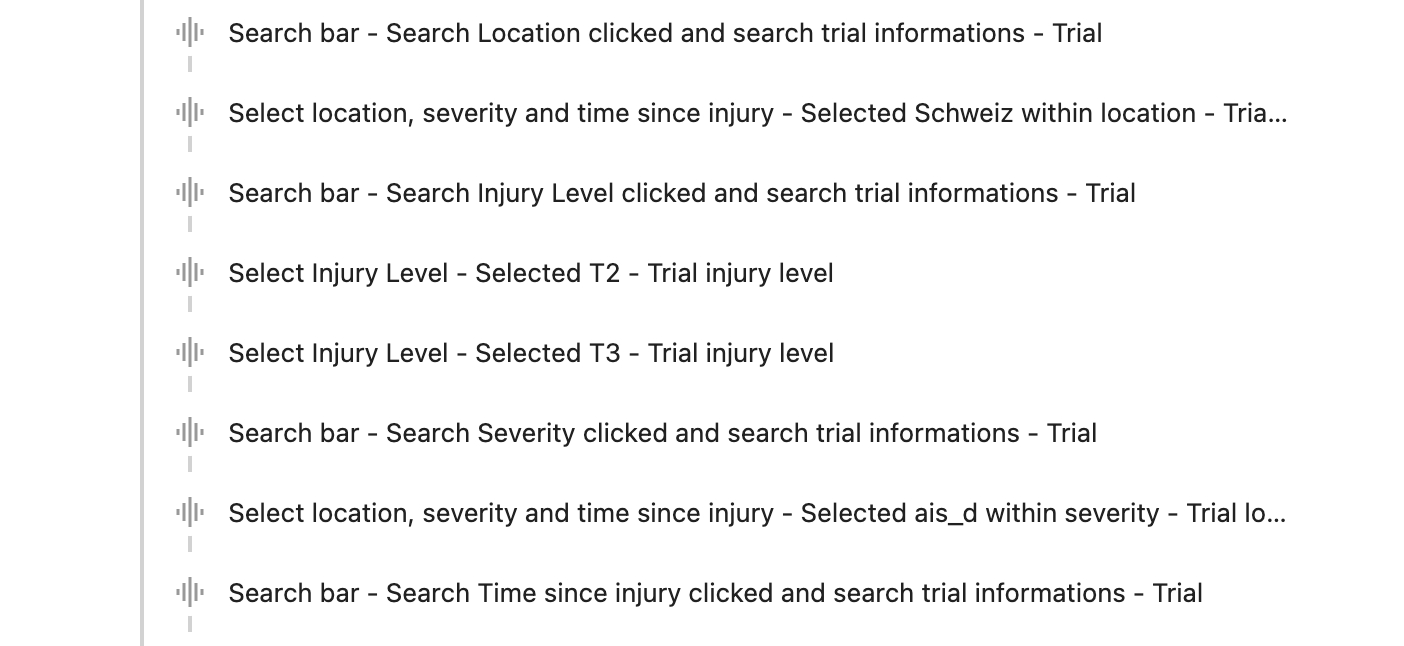 Search bar - Search Location clicked and search trial informations - Trial
Select location, severity and time since injury - Selected Schweiz within location - Tria...
Search bar - Search Injury Level clicked and search trial informations - Trial
Select Injury Level - Selected T2 - Trial injury level
Select Injury Level - Selected T3 - Trial injury level
Search bar - Search Severity clicked and search trial informations - Trial
Select location, severity and time since injury - Selected ais_d within severity - Trial lo...
Search bar - Search Time since injury clicked and search trial informations - Trial